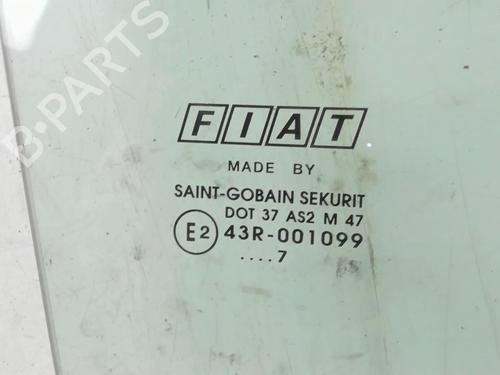 B-PARTS
FIAT
MADE BY
SAINT-GOBAIN SEKURIT
DOT 37 AS2 M 47
E2 43R-001099
....7